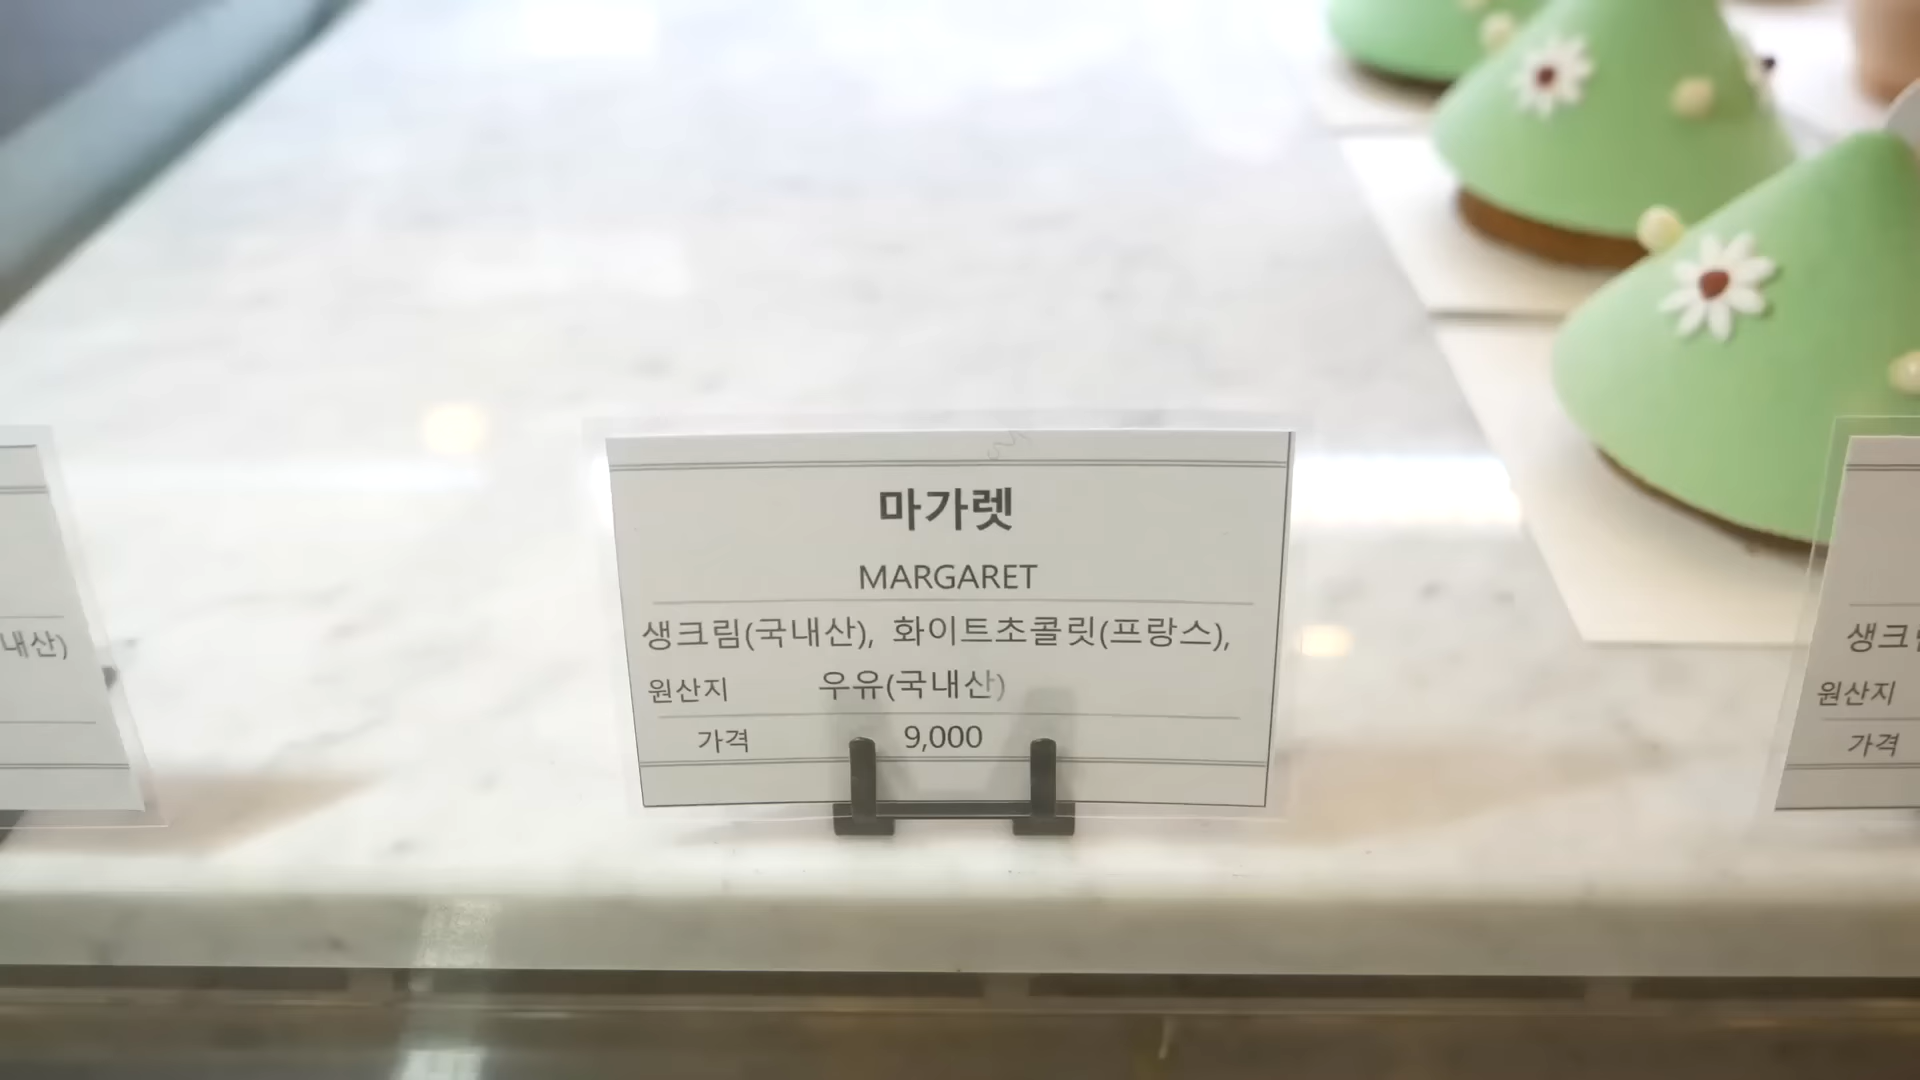 마가렛
MARGARET
생크림(국내산), 화이트초콜릿(프랑스),
원산지 우유(국내산)
가격 9,000
내산)
생크
원산지
가격